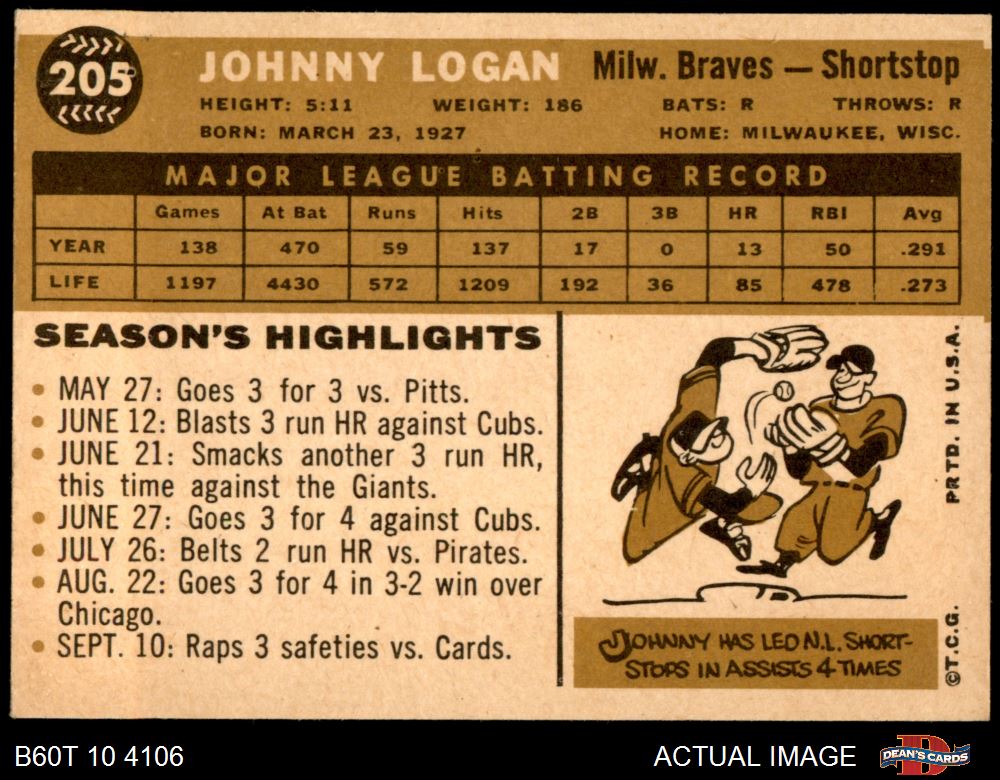 205
JOHNNY LOGAN Milw. Braves — Shortstop
HEIGHT: 5:11 WEIGHT: 186 BATS: R THROWS: R
BORN: MARCH 23, 1927 HOME: MILWAUKEE, WISC.
MAJOR LEAGUE BATTING RECORD
Games At Bat Runs Hits 2B 3B HR RBI Avg
YEAR 138 470 59 137 17 0 13 50 .291
LIFE 1197 4430 572 1209 192 36 85 478 .273
SEASON'S HIGHLIGHTS
• MAY 27: Goes 3 for 3 vs. Pitts.
• JUNE 12: Blasts 3 run HR against Cubs.
• JUNE 21: Smacks another 3 run HR,
this time against the Giants.
• JUNE 27: Goes 3 for 4 against Cubs.
• JULY 26: Belts 2 run HR vs. Pirates.
• AUG. 22: Goes 3 for 4 in 3-2 win over
Chicago.
• SEPT. 10: Raps 3 safeties vs. Cards.
JOHNNY HAS LED N.L. SHORT-
STOPS IN ASSISTS 4 TIMES
©T.C.G. PRTD. IN U.S.A.
B60T 10 4106 ACTUAL IMAGE DEAN'S CARDS